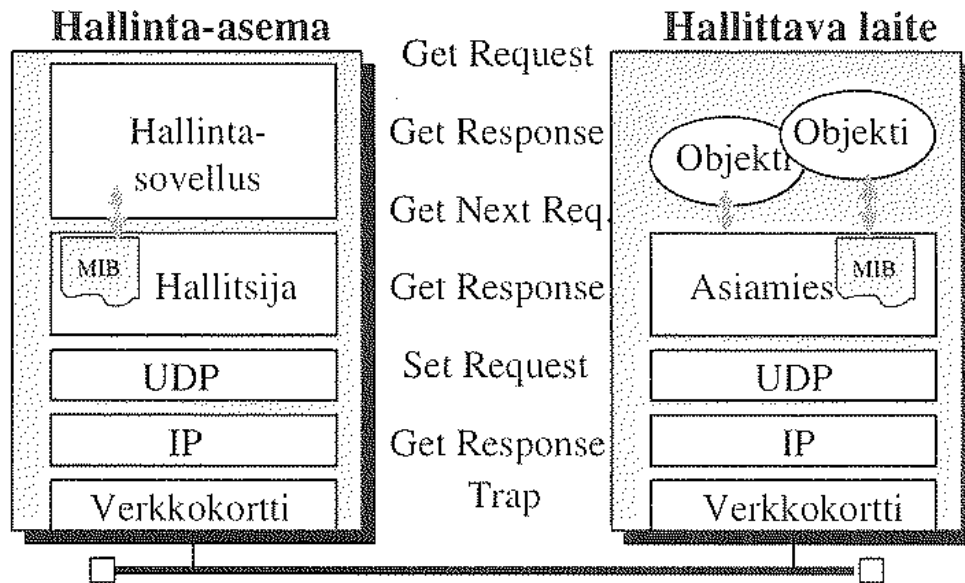 Hallinta-asema
Hallinta-
sovellus
MIB
Hallitsija
UDP
IP
Verkkokortti
Get Request
Get Response
Get Next Req.
Get Response
Set Request
Get Response
Trap
Hallittava laite
Objekti
Objekti
Asiamies
MIB
UDP
IP
Verkkokortti